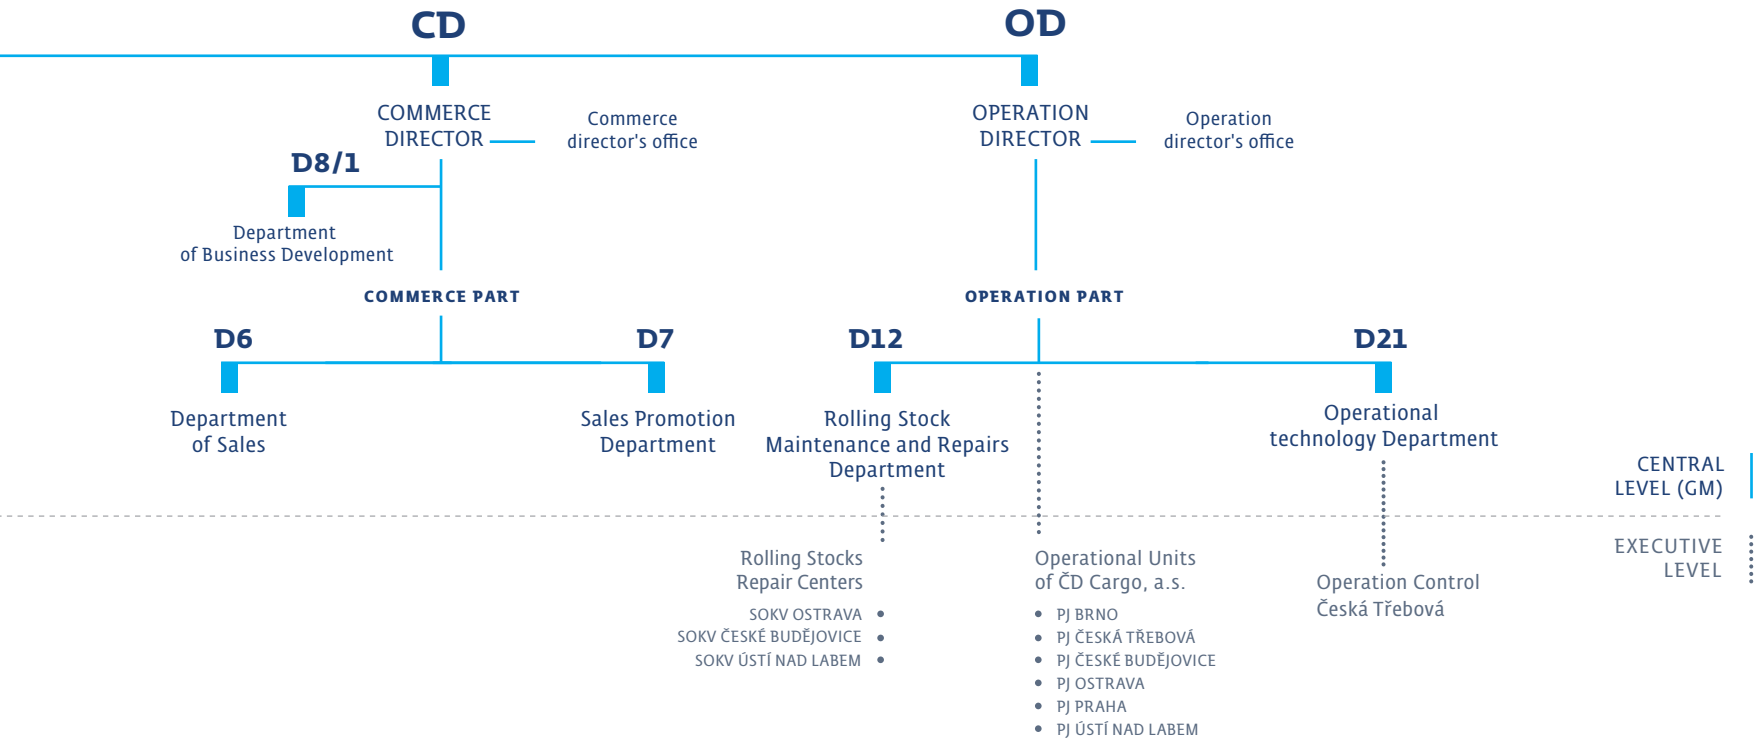 CD
OD
COMMERCE
DIRECTOR
Commerce
director's office
OPERATION
DIRECTOR
Operation
director's office
D8/1
Department
of Business Development
COMMERCE PART
OPERATION PART
D6
D7
D12
D21
Department
of Sales
Sales Promotion
Department
Rolling Stock
Maintenance and Repairs
Department
Operational
technology Department
CENTRAL
LEVEL (GM)
EXECUTIVE
LEVEL
Rolling Stocks
Repair Centers
SOKV OSTRAVA •
SOKV ČESKÉ BUDĚJOVICE •
SOKV ÚSTÍ NAD LABEM •
Operational Units
of ČD Cargo, a.s.
• PJ BRNO
• PJ ČESKÁ TŘEBOVÁ
• PJ ČESKÉ BUDĚJOVICE
• PJ OSTRAVA
• PJ PRAHA
• PJ ÚSTÍ NAD LABEM
Operation Control
Česká Třebová